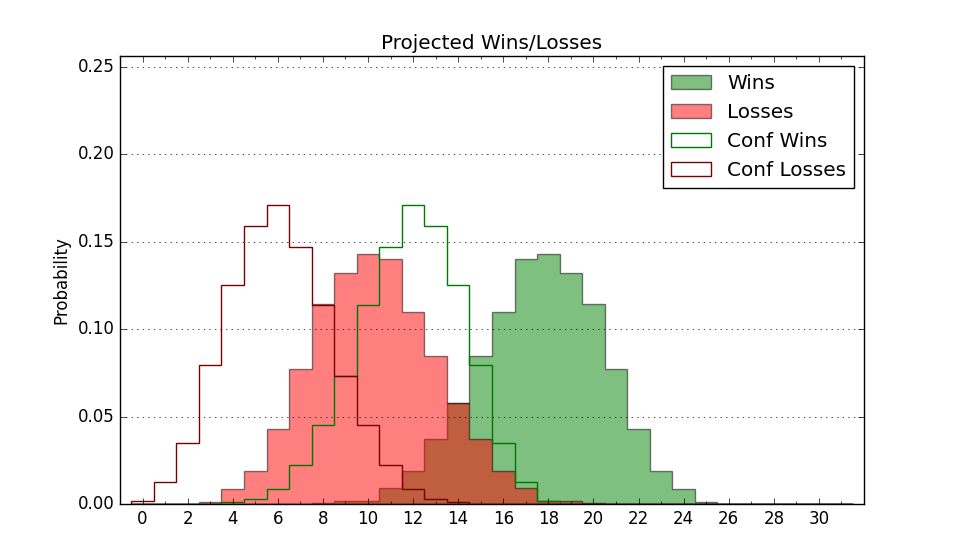 Projected Wins/Losses
0.25
0.20
0.15
0.10
0.05
0.00
Probability
Wins
Losses
Conf Wins
Conf Losses
0 2 4 6 8 10 12 14 16 18 20 22 24 26 28 30